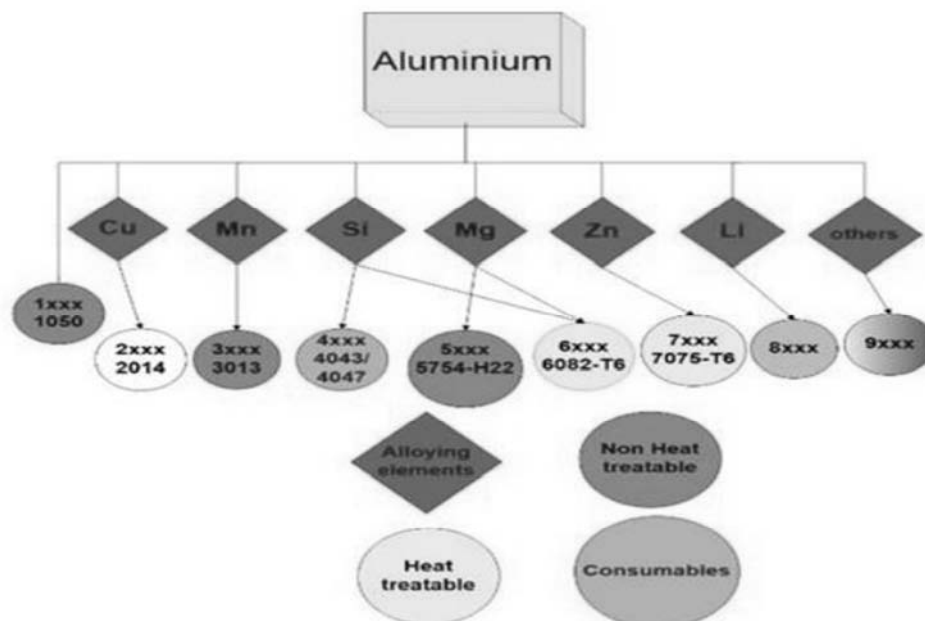 Aluminium
Cu
Mn
Si
Mg
Zn
Li
others
1xxx
1050
2xxx
2014
3xxx
3013
4xxx
4043/
4047
5xxx
5754-H22
6xxx
6082-T6
7xxx
7075-T6
8xxx
9xxx
Alloying
elements
Non Heat
treatable
Heat
treatable
Consumables